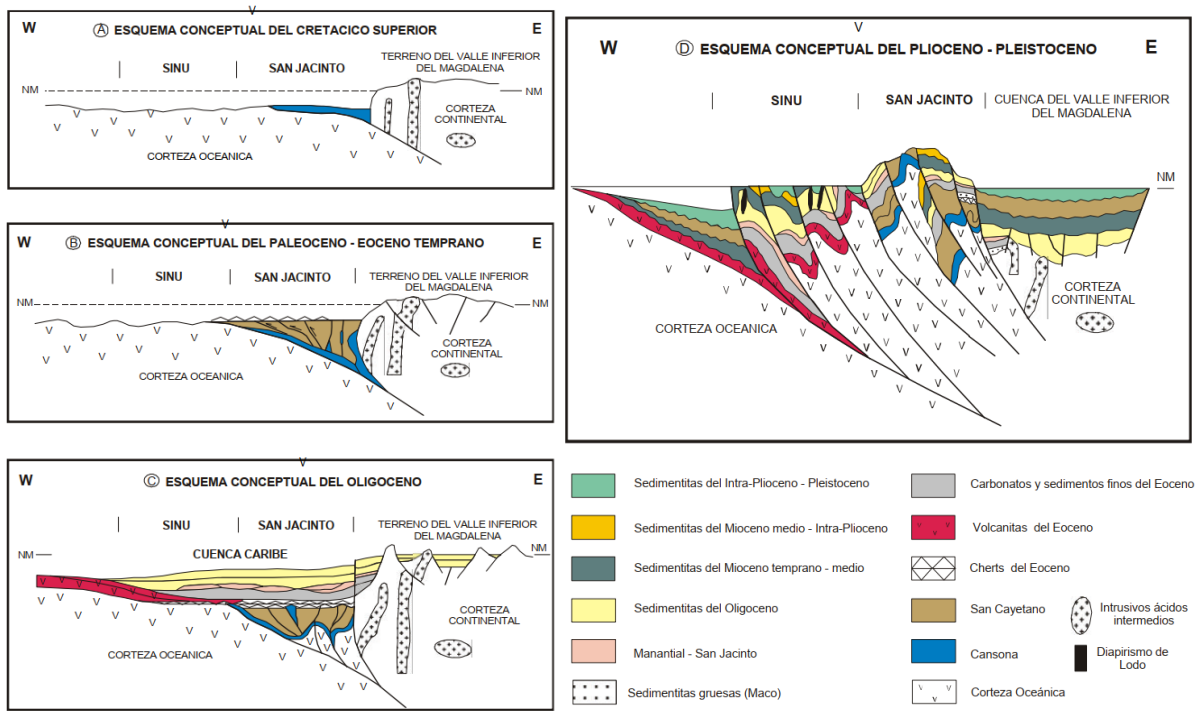 W
Ⓐ ESQUEMA CONCEPTUAL DEL CRETACICO SUPERIOR
E
SINU
SAN JACINTO
TERRENO DEL VALLE INFERIOR
DEL MAGDALENA
NM
NM
CORTEZA
CONTINENTAL
CORTEZA OCEANICA
W
Ⓑ ESQUEMA CONCEPTUAL DEL PALEOCENO - EOCENO TEMPRANO
E
SINU
SAN JACINTO
TERRENO DEL VALLE INFERIOR
DEL MAGDALENA
NM
NM
CORTEZA
CONTINENTAL
CORTEZA OCEANICA
W
Ⓒ ESQUEMA CONCEPTUAL DEL OLIGOCENO
E
SINU
SAN JACINTO
TERRENO DEL VALLE INFERIOR
DEL MAGDALENA
CUENCA CARIBE
NM
NM
CORTEZA
CONTINENTAL
CORTEZA OCEANICA
W
Ⓓ ESQUEMA CONCEPTUAL DEL PLIOCENO - PLEISTOCENO
E
SINU
SAN JACINTO
CUENCA DEL VALLE INFERIOR
DEL MAGDALENA
NM
CORTEZA
CONTINENTAL
CORTEZA OCEANICA
Sedimentitas del Intra-Plioceno - Pleistoceno
Sedimentitas del Mioceno medio - Intra-Plioceno
Sedimentitas del Mioceno temprano - medio
Sedimentitas del Oligoceno
Manantial - San Jacinto
Sedimentitas gruesas (Maco)
Carbonatos y sedimentos finos del Eoceno
Volcanitas del Eoceno
Cherts del Eoceno
San Cayetano
Cansona
Corteza Oceánica
Intrusivos ácidos
intermedios
Diapirismo de
Lodo